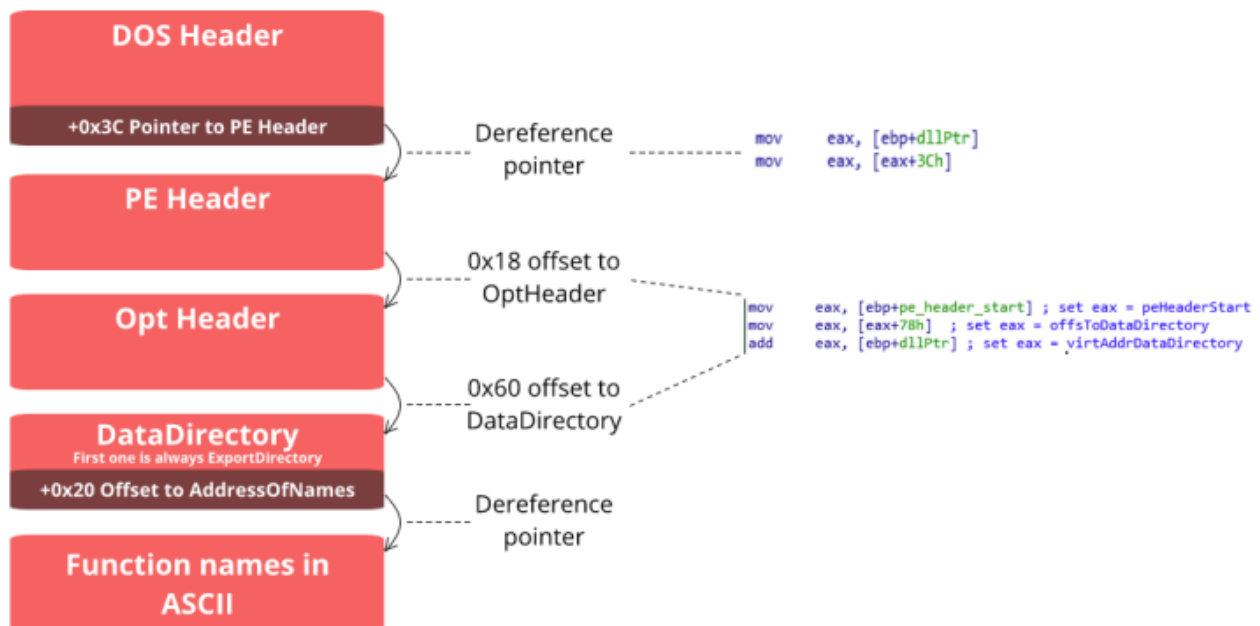 DOS Header
+0x3C Pointer to PE Header
Dereference
pointer
mov eax, [ebp+dllPtr]
mov eax, [eax+3Ch]
PE Header
0x18 offset to
OptHeader
Opt Header
mov eax, [ebp+pe_header_start] ; set eax = peHeaderStart
mov eax, [eax+78h] ; set eax = offsToDataDirectory
add eax, [ebp+dllPtr] ; set eax = virtAddrDataDirectory
0x60 offset to
DataDirectory
DataDirectory
First one is always ExportDirectory
+0x20 Offset to AddressOfNames
Dereference
pointer
Function names in
ASCII